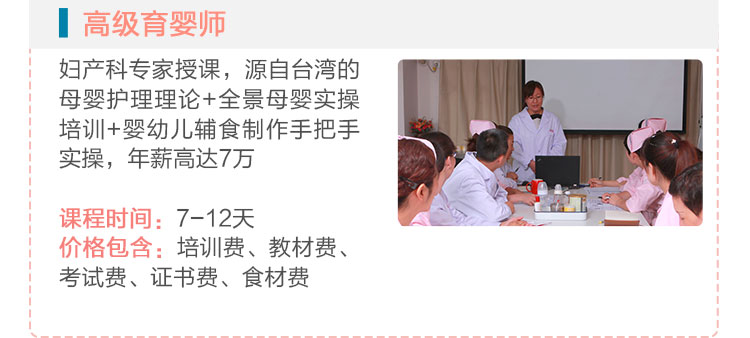 高级育婴师
妇产科专家授课，源自台湾的
母婴护理理论+全景母婴实操
培训+婴幼儿辅食制作手把手
实操，年薪高达7万
课程时间：7-12天
价格包含：培训费、教材费、
考试费、证书费、食材费